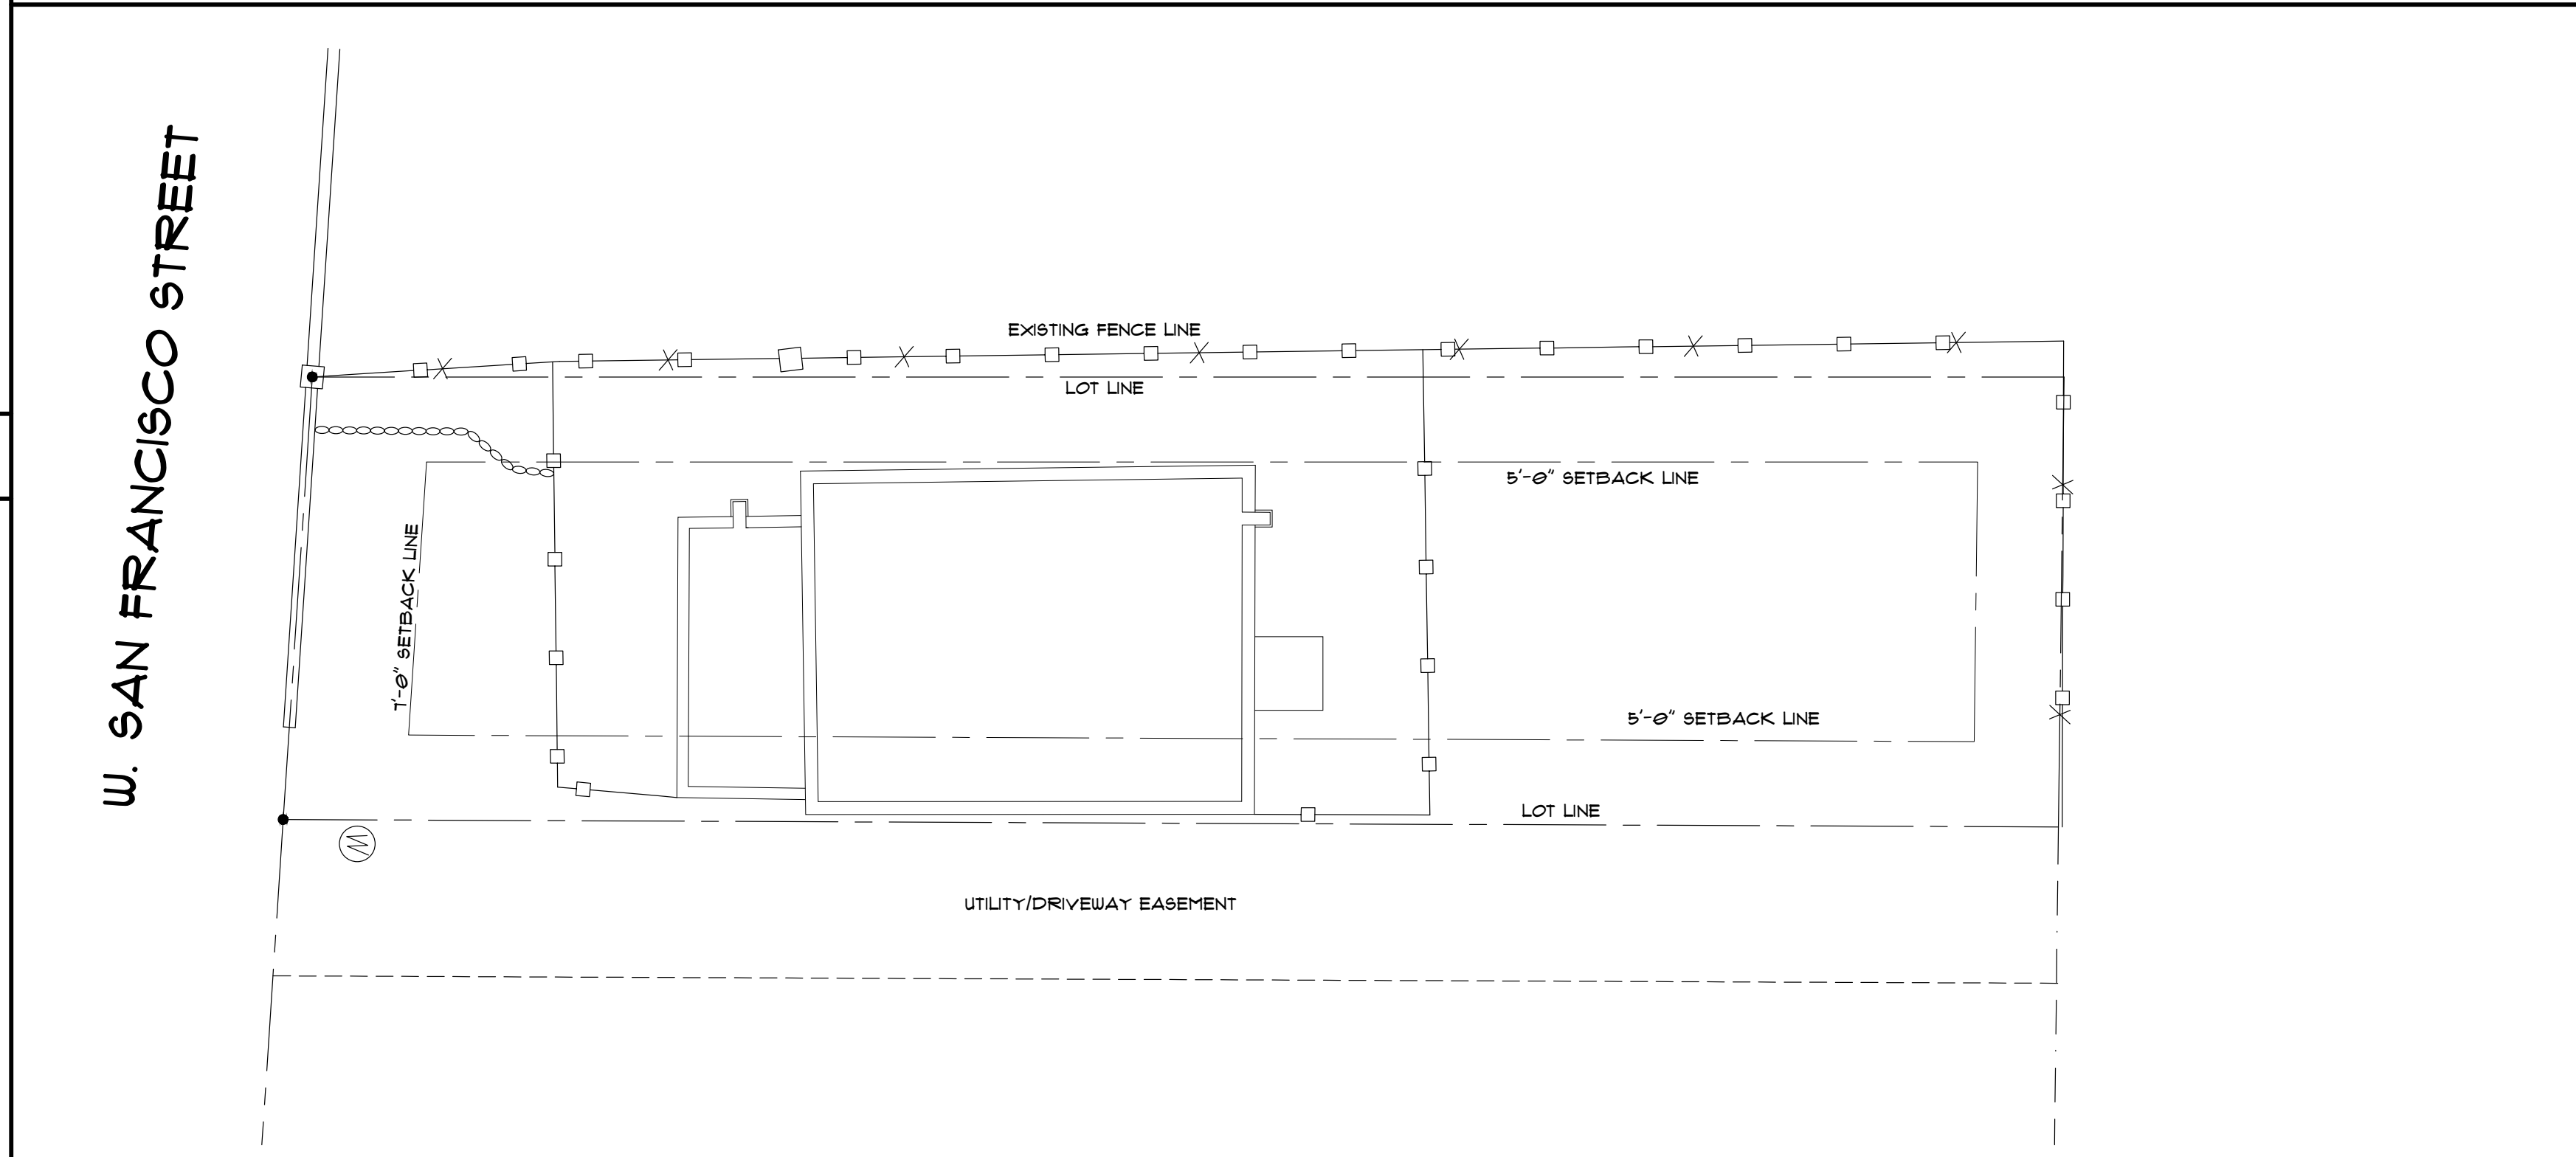 W. SAN FRANCISCO STREET
EXISTING FENCE LINE
LOT LINE
5'-0" SETBACK LINE
7'-0" SETBACK LINE
5'-0" SETBACK LINE
LOT LINE
W
UTILITY/DRIVEWAY EASEMENT